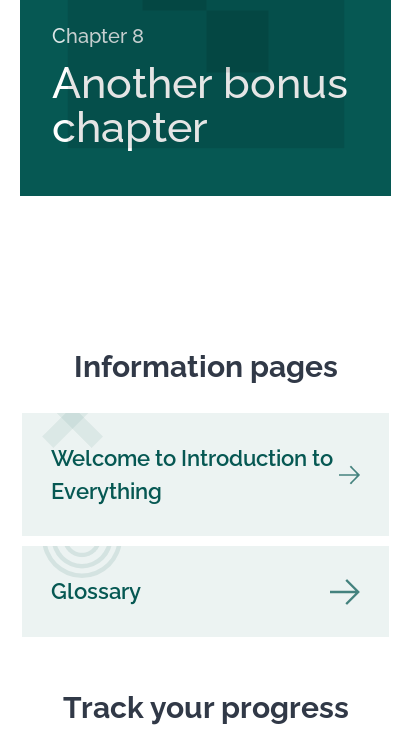 Chapter 8
Another bonus
chapter
Information pages
Welcome to Introduction to
Everything
Glossary
Track your progress